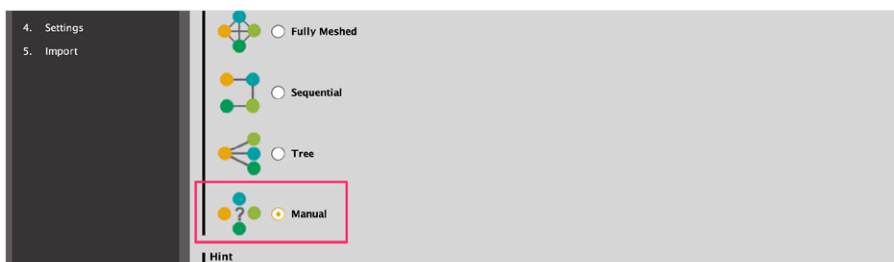 4. Settings
5. Import
Fully Meshed
Sequential
Tree
?
Manual
Hint